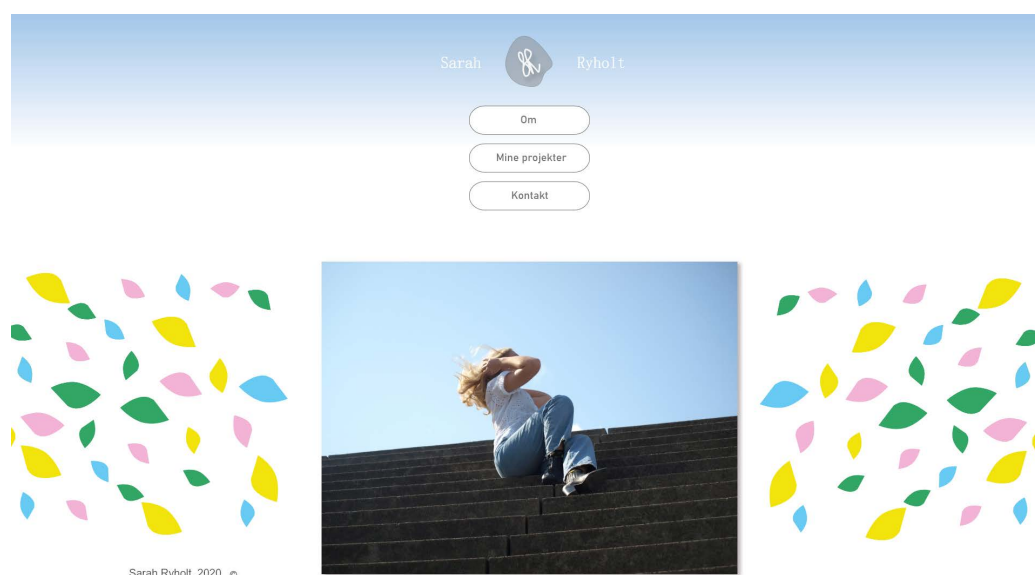 Sarah Ryholt
Om
Mine projekter
Kontakt
Sarah Ryholt, 2020 ©